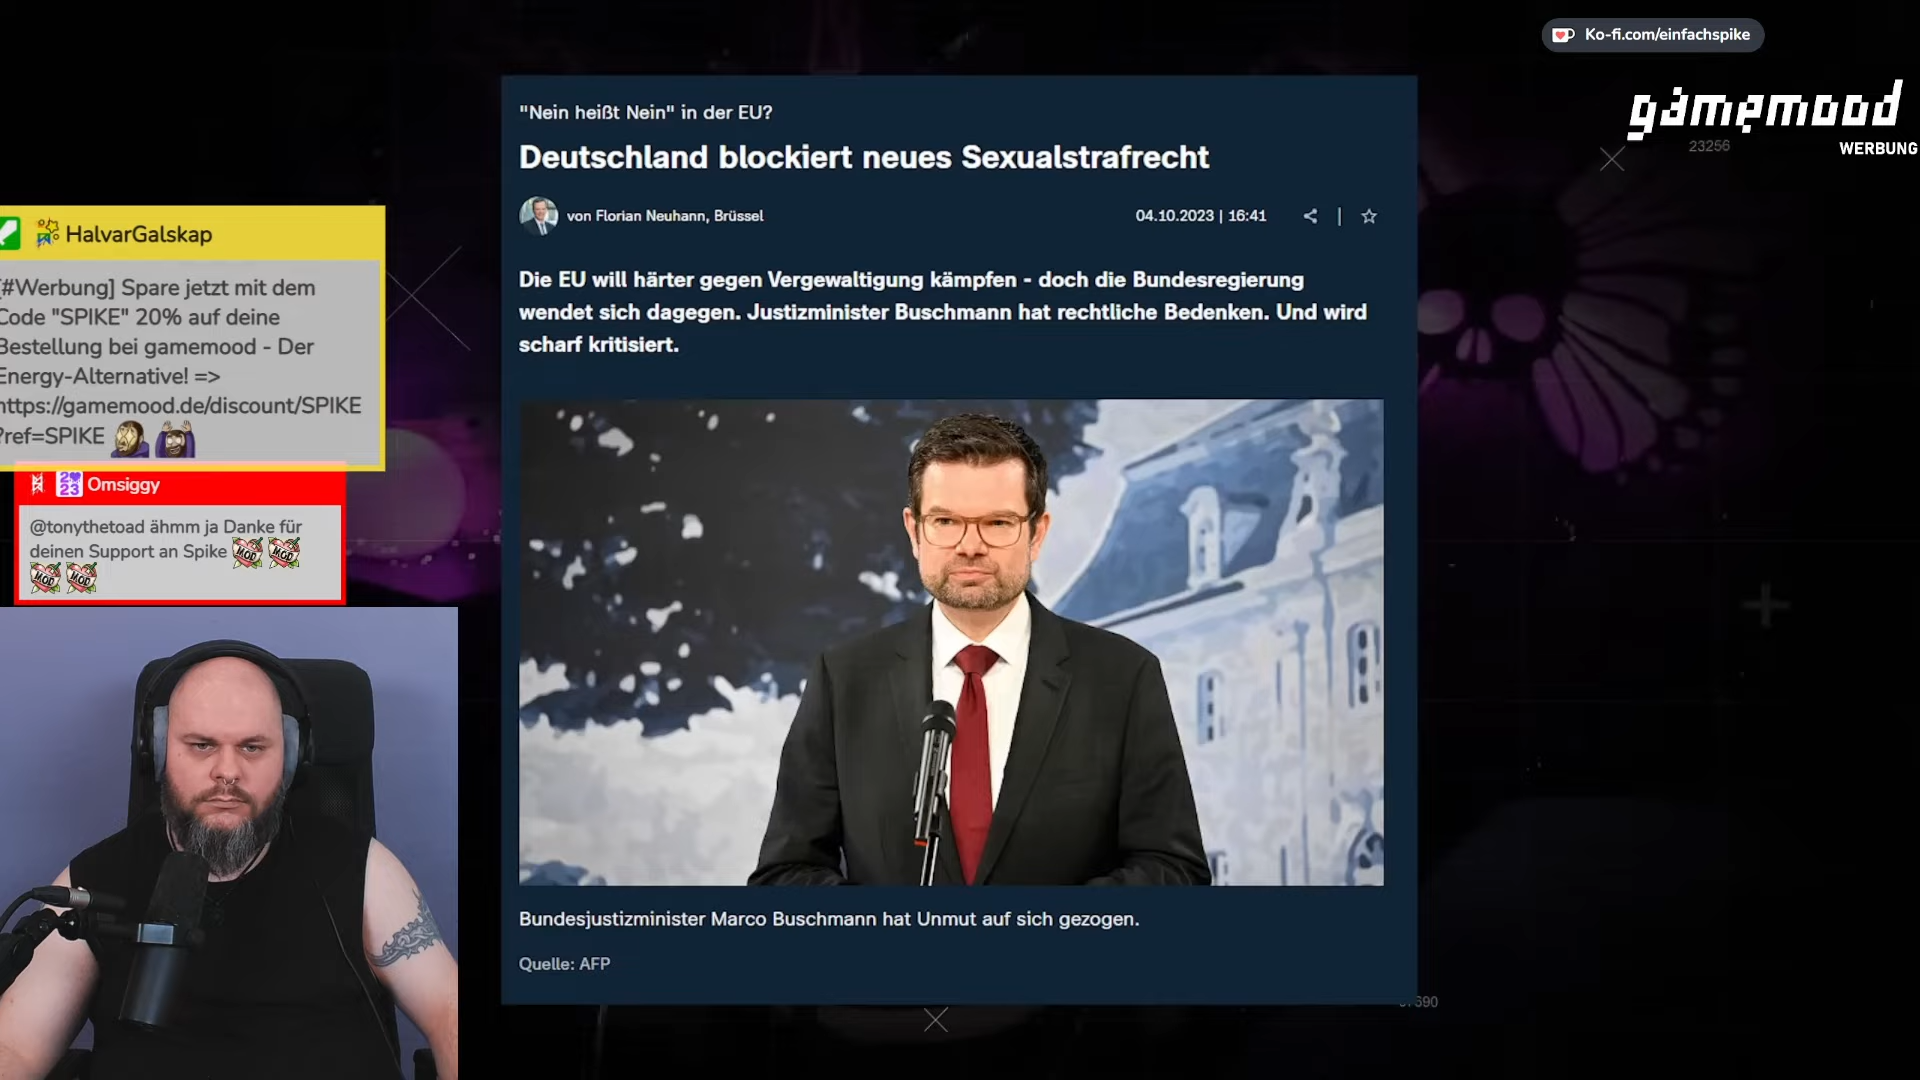 Ko-fi.com/einfachspike
gamemood
WERBUNG
23256
"Nein heißt Nein" in der EU?
Deutschland blockiert neues Sexualstrafrecht
von Florian Neuhann, Brüssel
04.10.2023 | 16:41
Die EU will härter gegen Vergewaltigung kämpfen - doch die Bundesregierung
wendet sich dagegen. Justizminister Buschmann hat rechtliche Bedenken. Und wird
scharf kritisiert.
Bundesjustizminister Marco Buschmann hat Unmut auf sich gezogen.
Quelle: AFP
HalvarGalskap
[#Werbung] Spare jetzt mit dem
Code "SPIKE" 20% auf deine
Bestellung bei gamemood - Der
Energy-Alternative! =>
https://gamemood.de/discount/SPIKE
?ref=SPIKE
2023
Omsiggy
@tonythetoad ähmm ja Danke für
deinen Support an Spike MOD MOD
MOD MOD